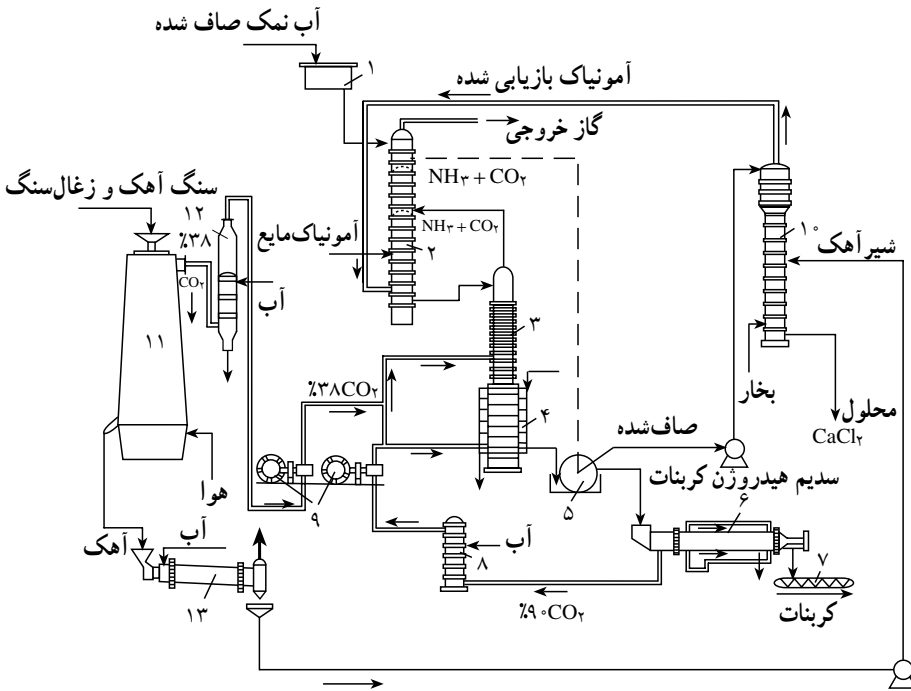 آب نمک صاف شده
۱
آمونیاک بازیابی شده
گاز خروجی
NH۳ + CO۲
سنگ آهک و زغال‌سنگ
۱۲
٪۳۸
CO۲
آب
آمونیاک‌مایع
NH۳ + CO۲
۲
۱۰
شیرآهک
۳
۱۱
٪۳۸CO۲
۴
بخار
محلول
CaCl۲
صاف‌شده
هوا
۹
۵
سدیم هیدروژن کربنات
۶
آهک
آب
آب
۸
۷
۱۳
٪۹۰CO۲
کربنات